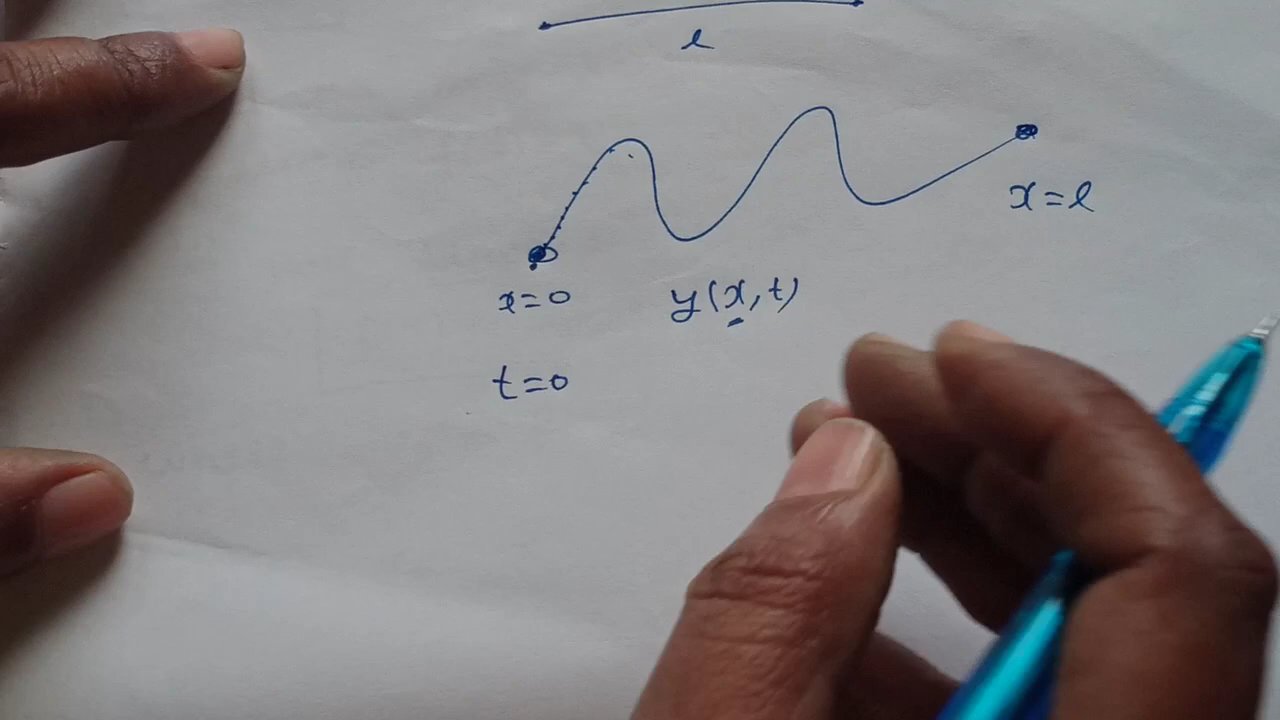 l
x=l
x=0
y(x,t)
t=0